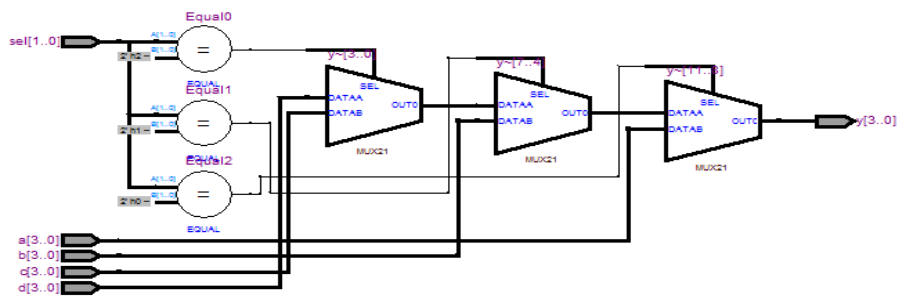 Equal0
sel[1..0]
A[1..0]
B[1..0]
2' h2 --
=
EQUAL
y~[3..0]
SEL
DATAA
DATAB
OUT0
MUX21
y~[7..4]
SEL
DATAA
DATAB
OUT0
MUX21
y~[11..8]
SEL
DATAA
DATAB
OUT0
MUX21
y[3..0]
Equal1
A[1..0]
B[1..0]
2' h1 --
=
EQUAL
Equal2
A[1..0]
B[1..0]
2' h0 --
=
EQUAL
a[3..0]
b[3..0]
c[3..0]
d[3..0]